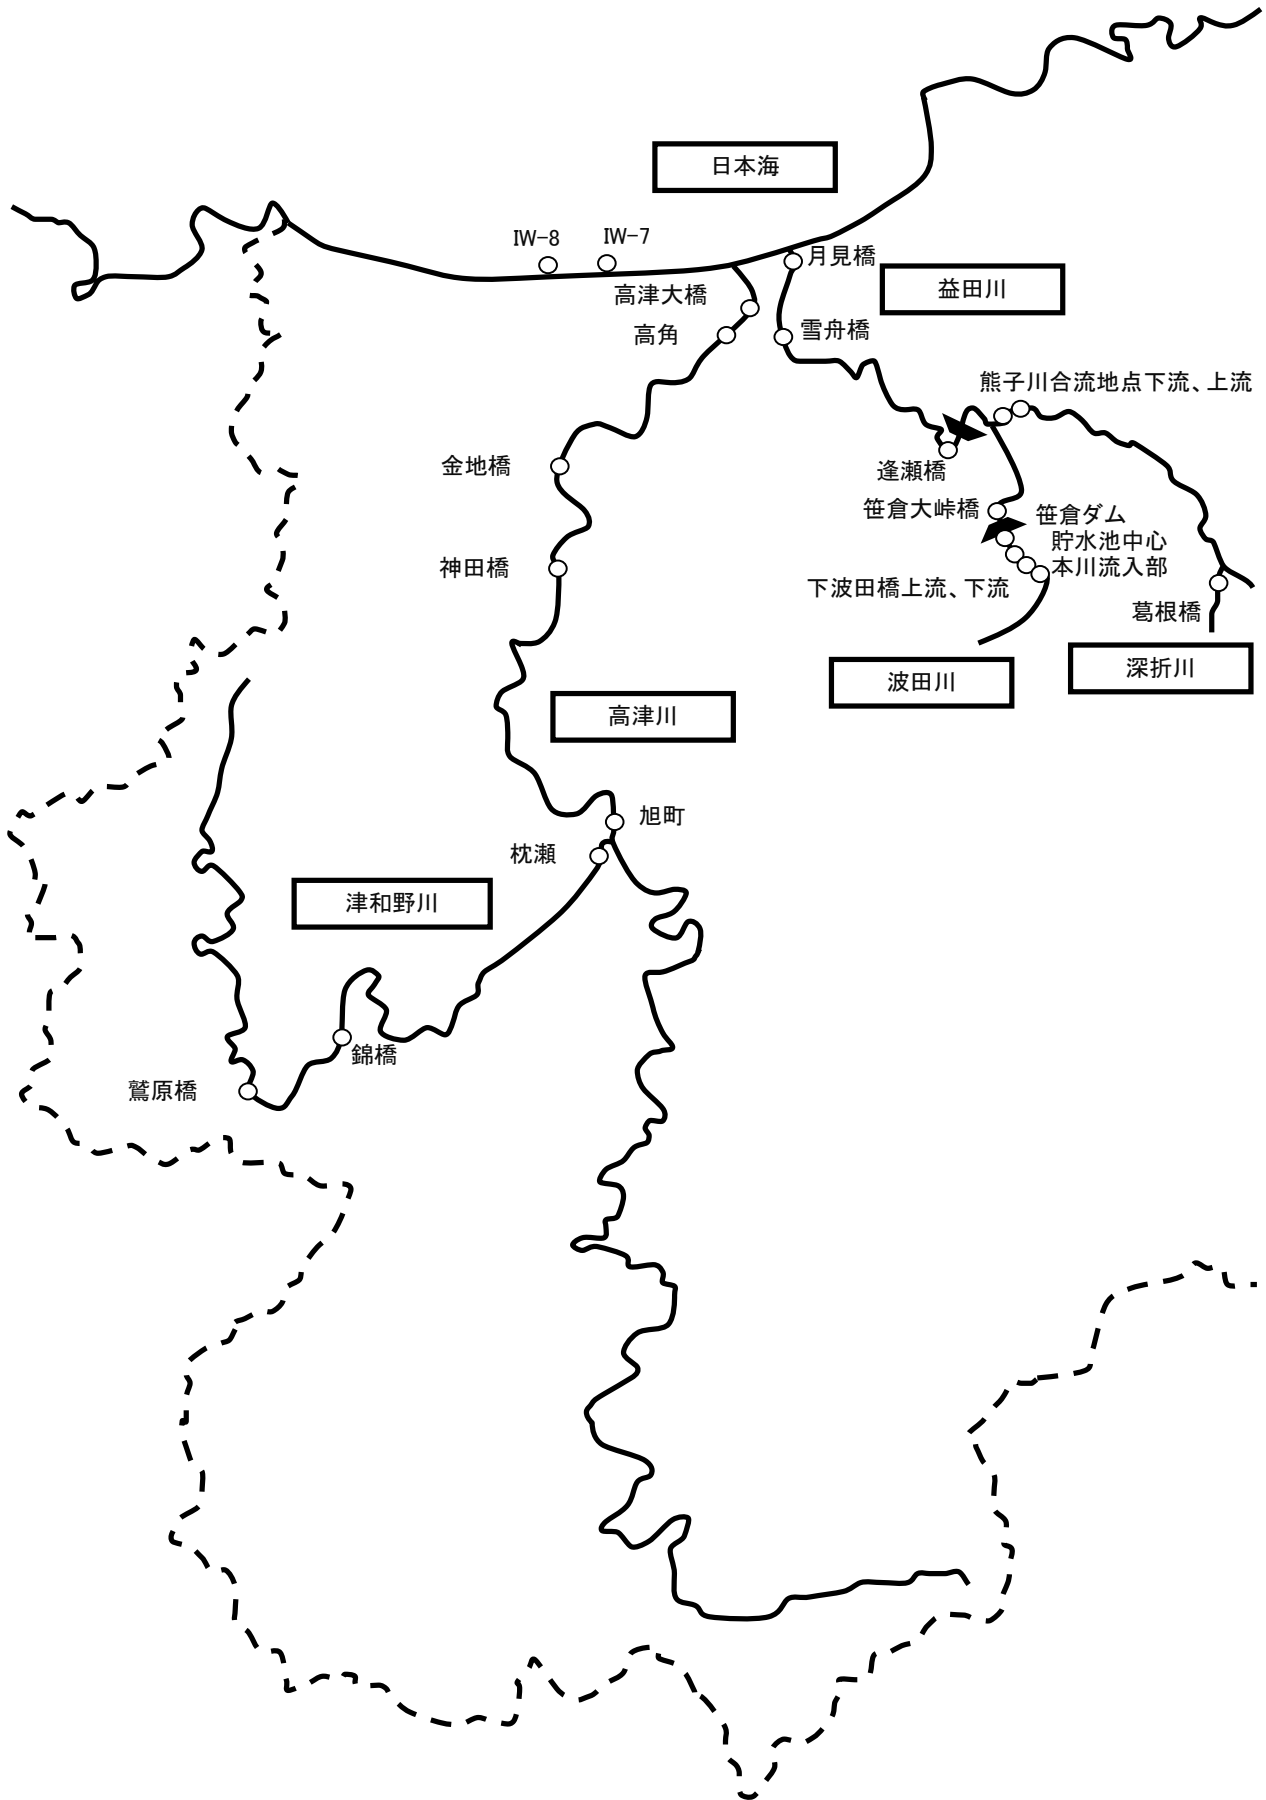 日本海
IW-8
IW-7
月見橋
益田川
高津大橋
高角
雪舟橋
熊子川合流地点下流、上流
金地橋
逢瀬橋
笹倉大峠橋
笹倉ダム
貯水池中心
本川流入部
神田橋
下波田橋上流、下流
葛根橋
深折川
波田川
高津川
旭町
枕瀬
津和野川
錦橋
鷲原橋